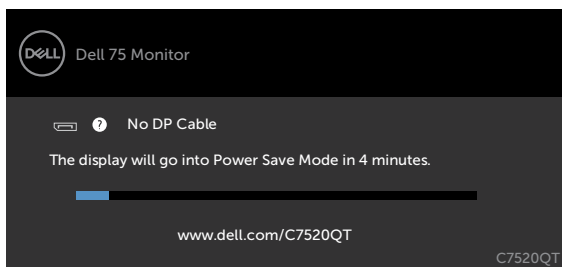 DELL
Dell 75 Monitor
? No DP Cable
The display will go into Power Save Mode in 4 minutes.
www.dell.com/C7520QT
C7520QT